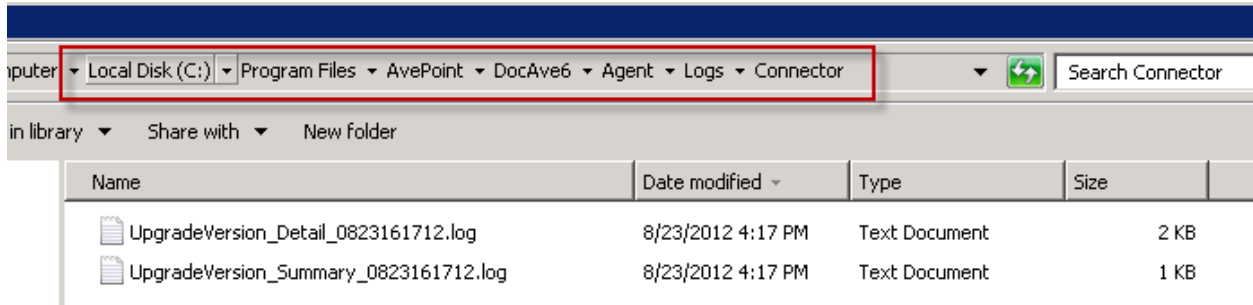 nputer Local Disk (C:) Program Files AvePoint DocAve6 Agent Logs Connector Search Connector
in library Share with New folder
Name Date modified Type Size
UpgradeVersion_Detail_0823161712.log 8/23/2012 4:17 PM Text Document 2 KB
UpgradeVersion_Summary_0823161712.log 8/23/2012 4:17 PM Text Document 1 KB